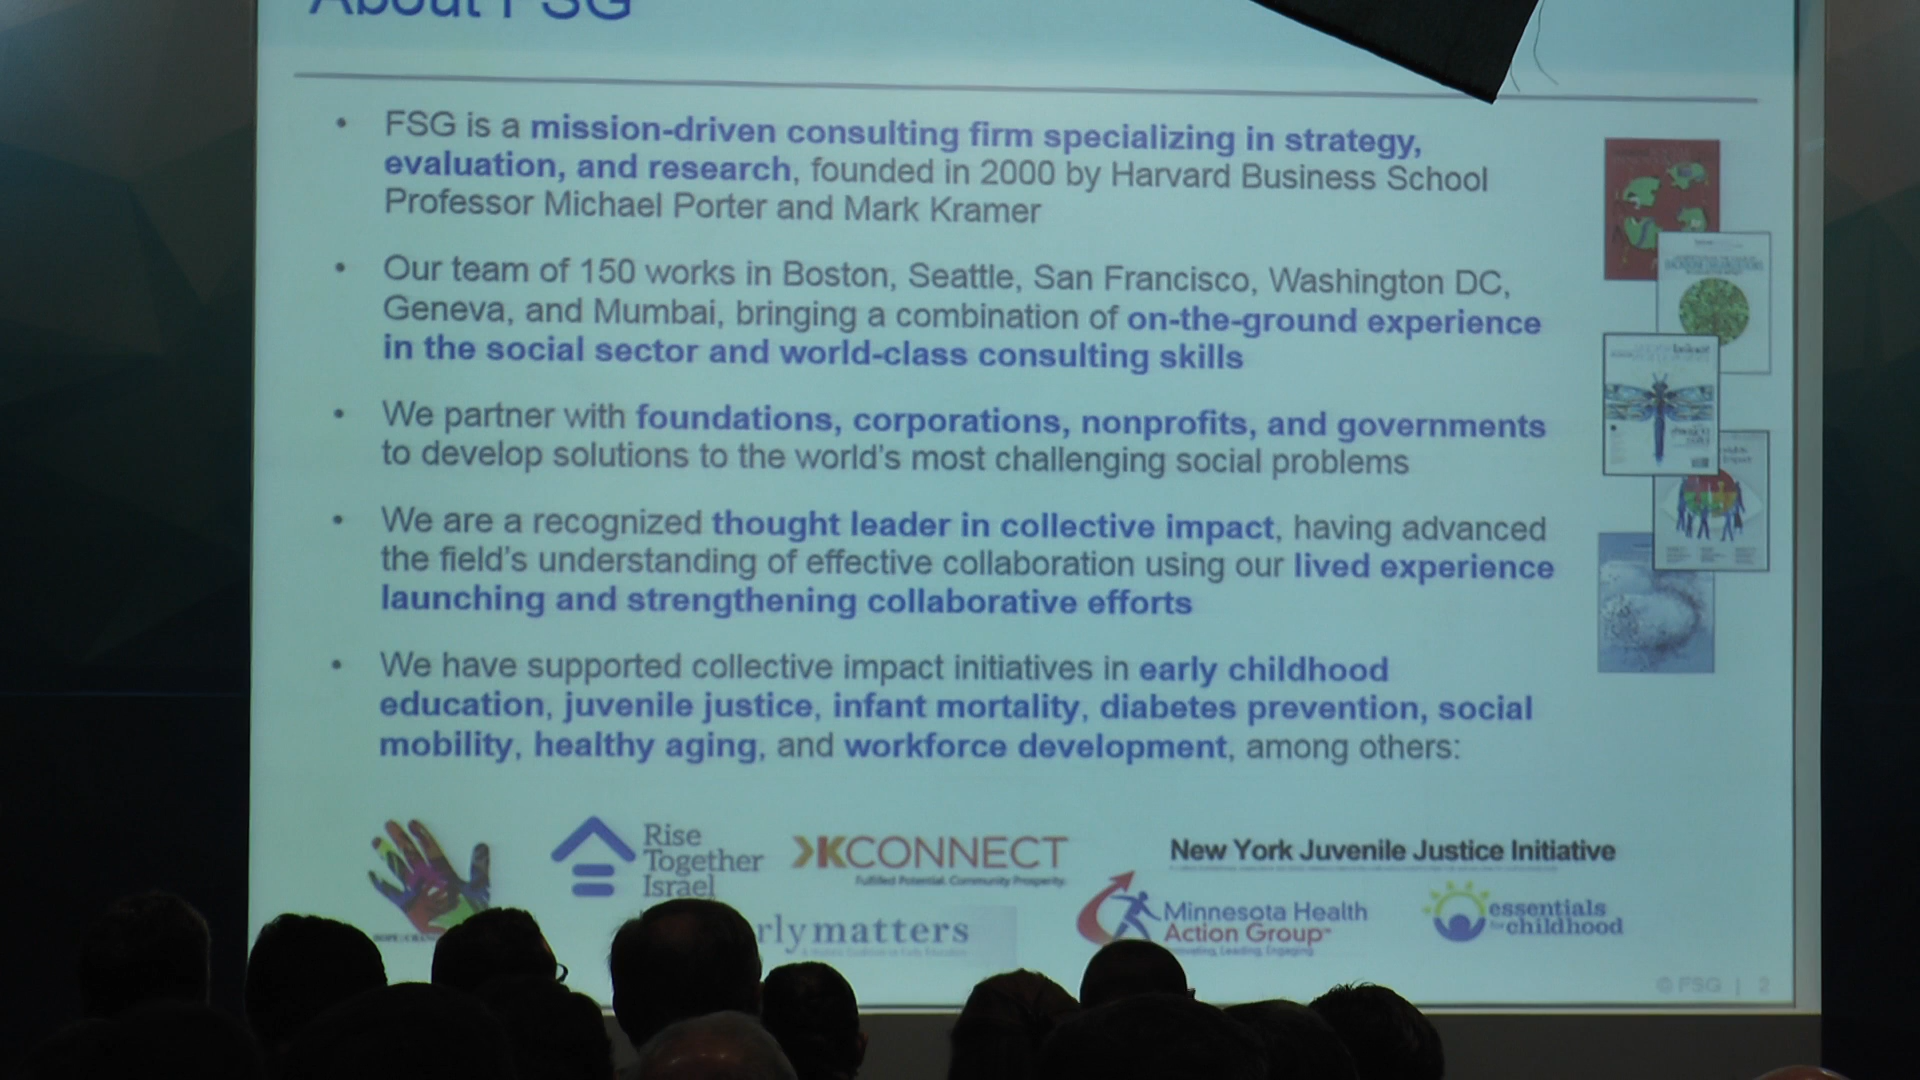 About FSG
• FSG is a mission-driven consulting firm specializing in strategy,
evaluation, and research, founded in 2000 by Harvard Business School
Professor Michael Porter and Mark Kramer
• Our team of 150 works in Boston, Seattle, San Francisco, Washington DC,
Geneva, and Mumbai, bringing a combination of on-the-ground experience
in the social sector and world-class consulting skills
• We partner with foundations, corporations, nonprofits, and governments
to develop solutions to the world's most challenging social problems
• We are a recognized thought leader in collective impact, having advanced
the field's understanding of effective collaboration using our lived experience
launching and strengthening collaborative efforts
• We have supported collective impact initiatives in early childhood
education, juvenile justice, infant mortality, diabetes prevention, social
mobility, healthy aging, and workforce development, among others:
Rise
Together
Israel
KCONNECT
Fulfilled Potential. Community Prosperity.
New York Juvenile Justice Initiative
rlymatters
Minnesota Health
Action Group
Leading, Engaging
essentials
for childhood
© FSG | 2